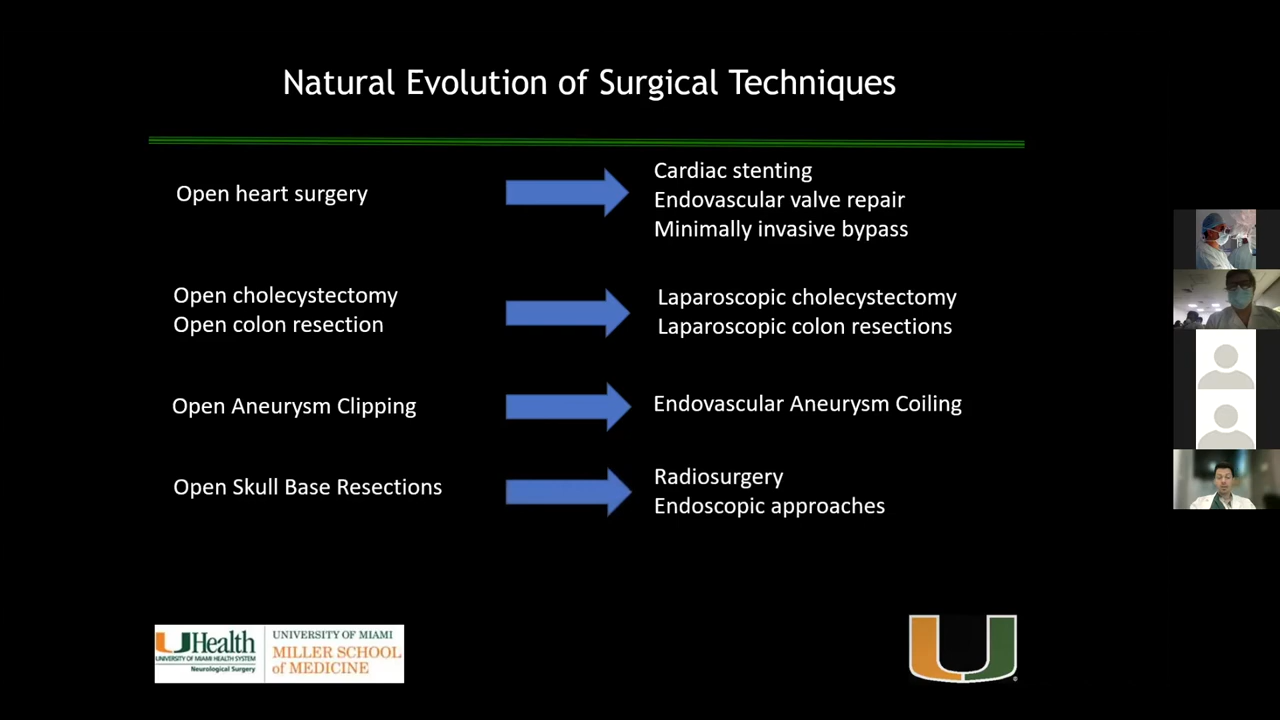 Natural Evolution of Surgical Techniques
Open heart surgery
Cardiac stenting
Endovascular valve repair
Minimally invasive bypass
Open cholecystectomy
Open colon resection
Laparoscopic cholecystectomy
Laparoscopic colon resections
Open Aneurysm Clipping
Endovascular Aneurysm Coiling
Open Skull Base Resections
Radiosurgery
Endoscopic approaches
UHealth
UNIVERSITY OF MIAMI HEALTH SYSTEM
Neurological Surgery
UNIVERSITY OF MIAMI
MILLER SCHOOL
of MEDICINE
U
®